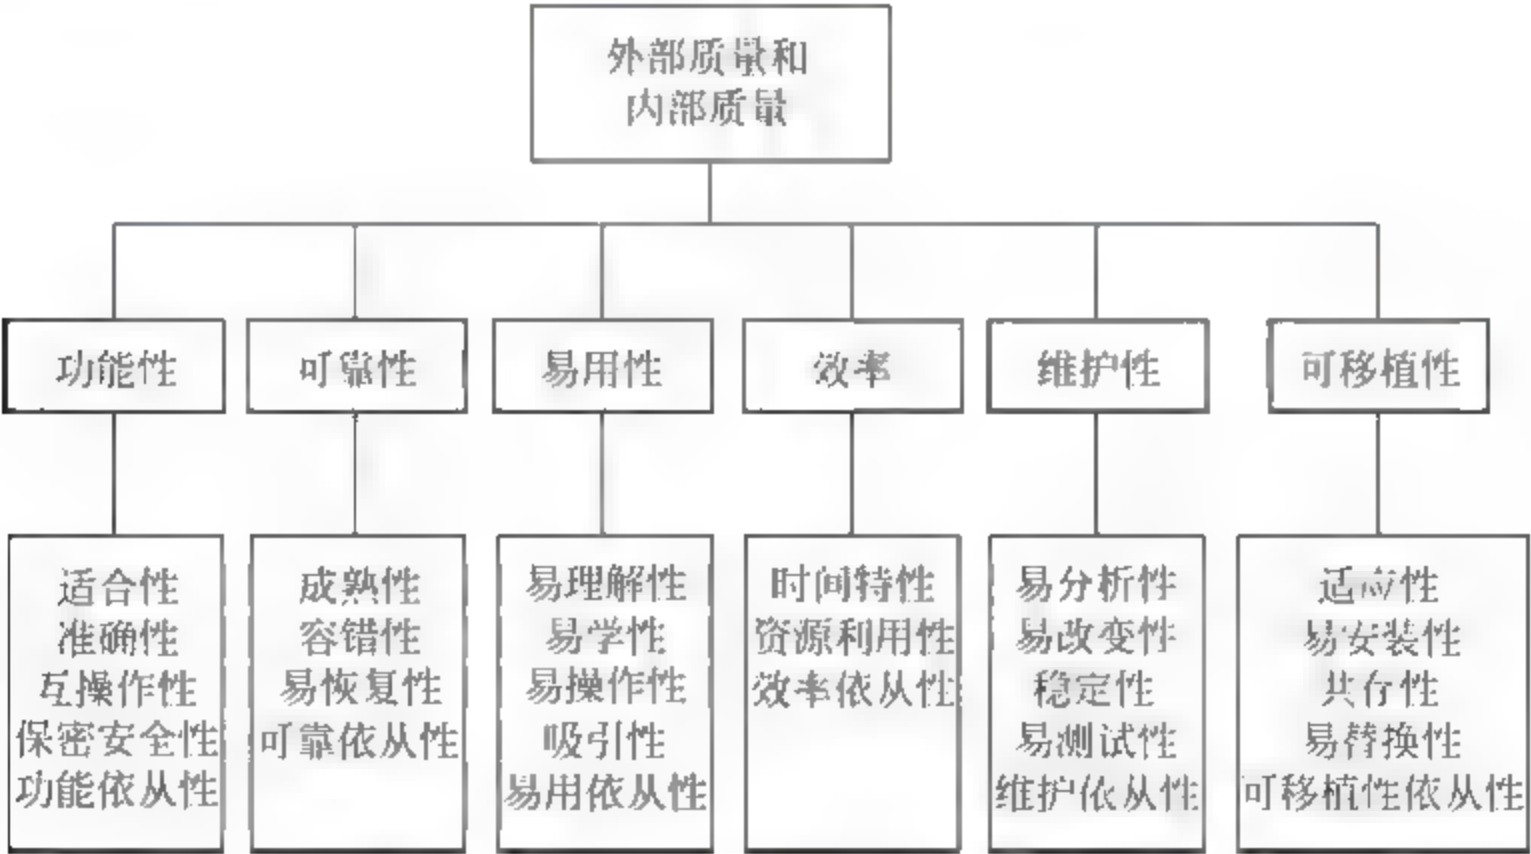 外部质量和
内部质量
功能性
可靠性
易用性
效率
维护性
可移植性
适合性
准确性
互操作性
保密安全性
功能依从性
成熟性
容错性
易恢复性
可靠依从性
易理解性
易学性
易操作性
吸引性
易用依从性
时间特性
资源利用性
效率依从性
易分析性
易改变性
稳定性
易测试性
维护依从性
适应性
易安装性
共存性
易替换性
可移植性依从性